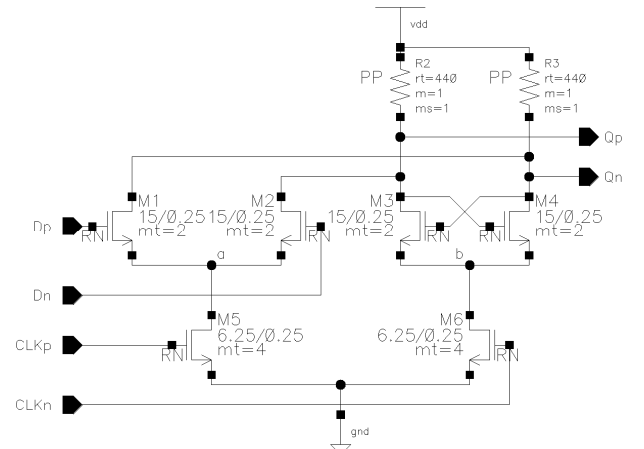 vdd
R2
R3
PP
rt=440
PP
rt=440
m=1
m=1
ms=1
ms=1
Qp
Qn
M1
M2
M3
M4
15/0.25
15/0.25
15/0.25
15/0.25
mt=2
mt=2
mt=2
mt=2
Dp
RN
RN
RN
RN
a
b
Dn
M5
M6
6.25/0.25
6.25/0.25
mt=4
mt=4
CLKp
RN
RN
CLKn
gnd